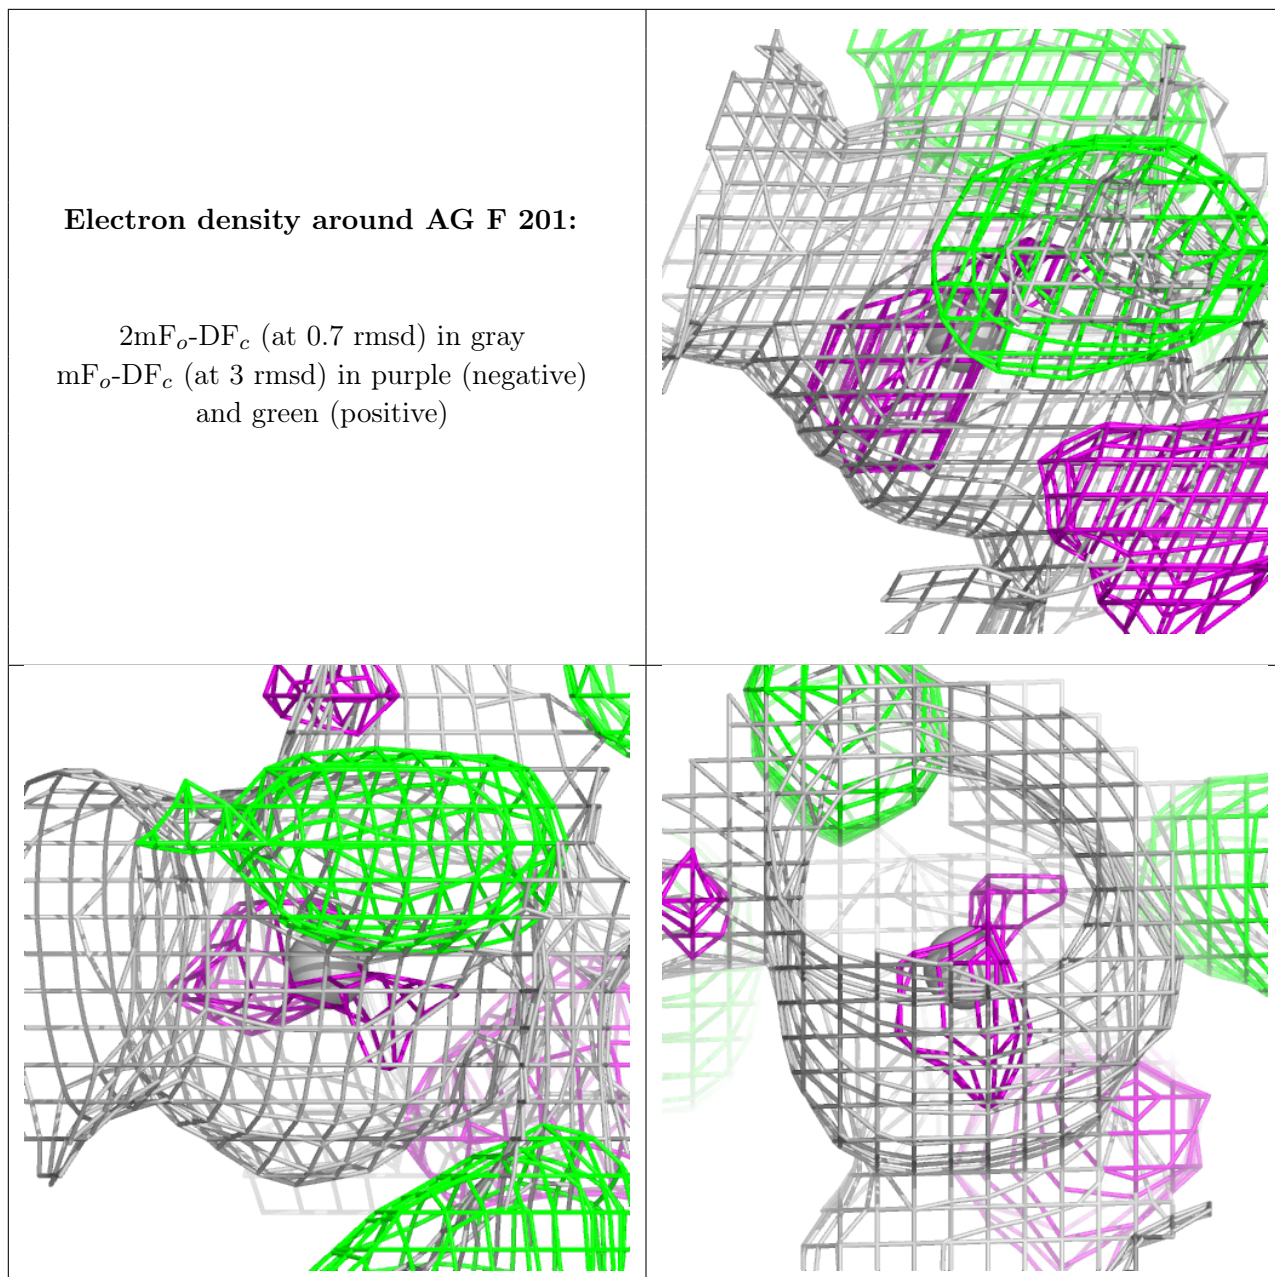 Electron density around AG F 201:
2mFo-DFc (at 0.7 rmsd) in gray
mFo-DFc (at 3 rmsd) in purple (negative)
and green (positive)